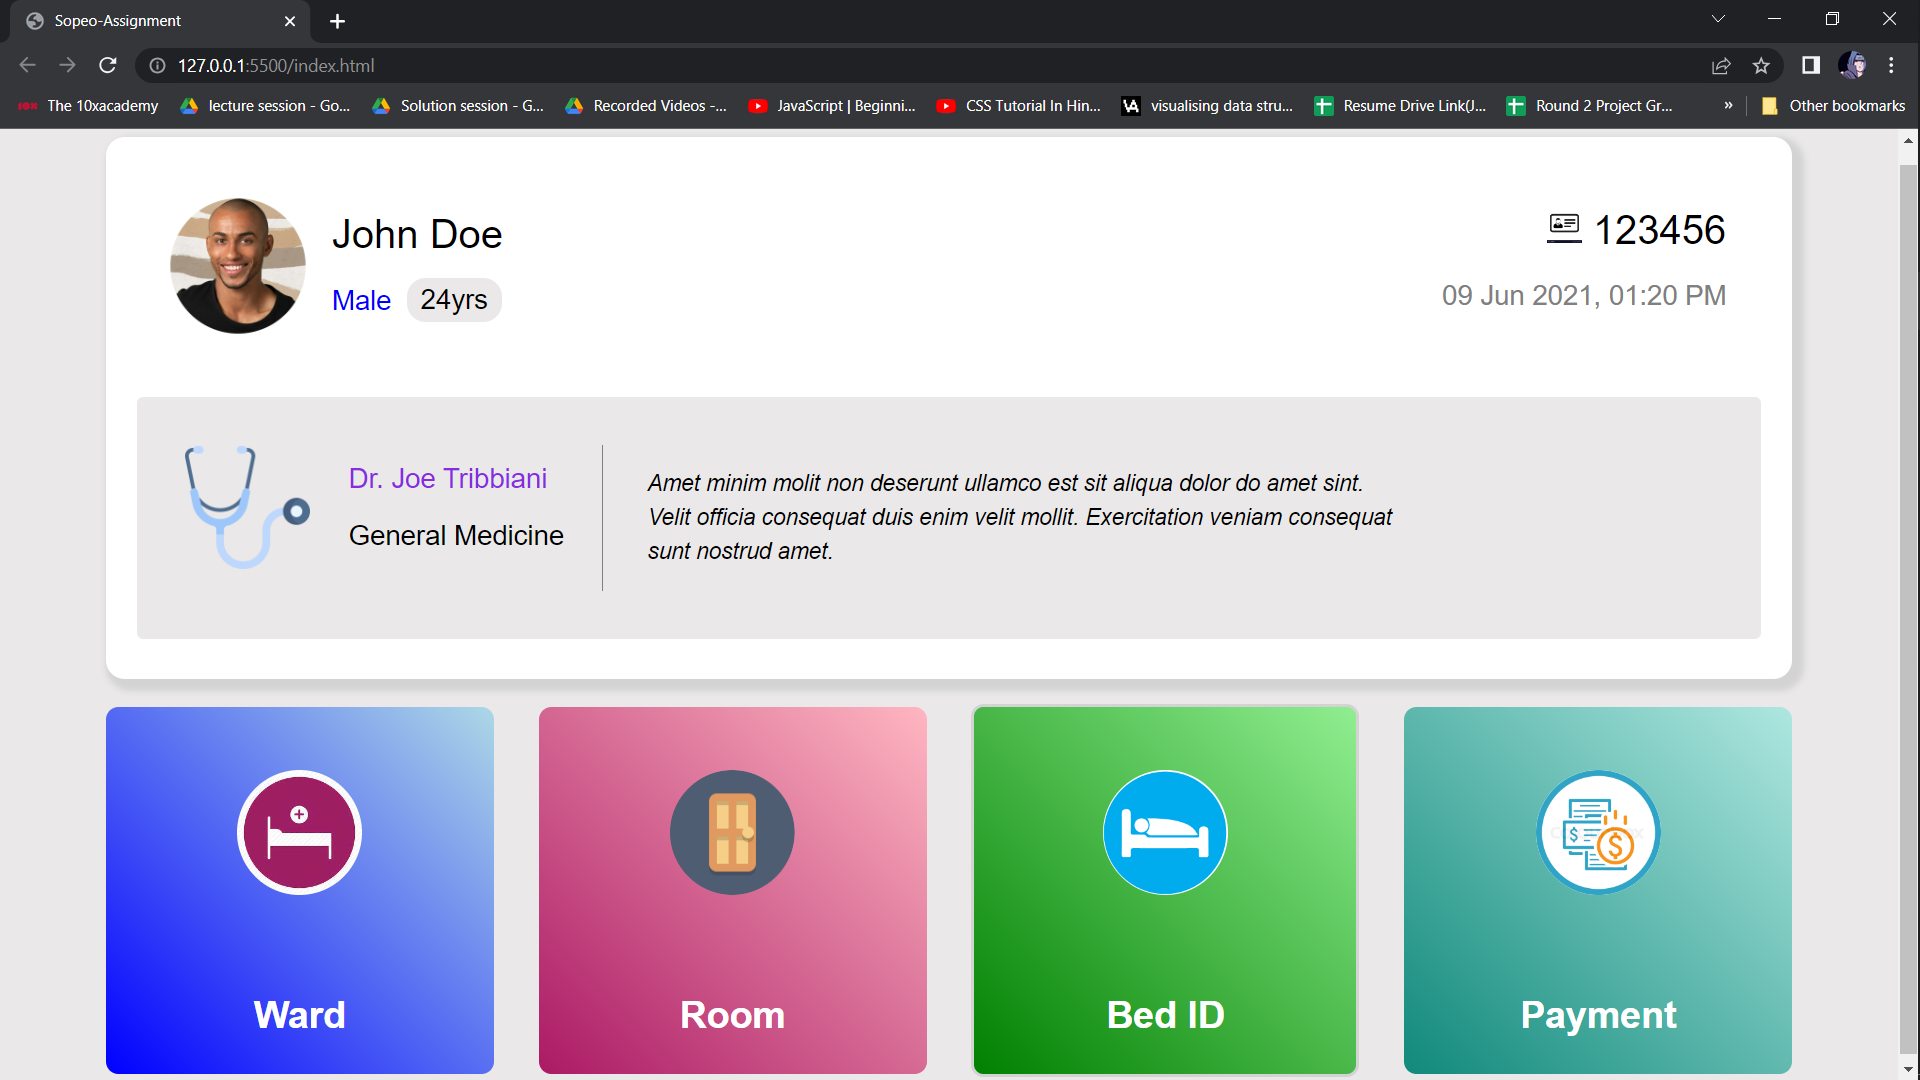 Sopeo-Assignment
127.0.0.1:5500/index.html
The 10xacademy
lecture session - Go...
Solution session - G...
Recorded Videos -...
JavaScript | Beginni...
CSS Tutorial In Hin...
VA
visualising data stru...
Resume Drive Link(J...
Round 2 Project Gr...
»
Other bookmarks
John Doe
Male 24yrs
123456
09 Jun 2021, 01:20 PM
Dr. Joe Tribbiani
General Medicine
Amet minim molit non deserunt ullamco est sit aliqua dolor do amet sint.
Velit officia consequat duis enim velit mollit. Exercitation veniam consequat
sunt nostrud amet.
Ward
Room
Bed ID
Payment